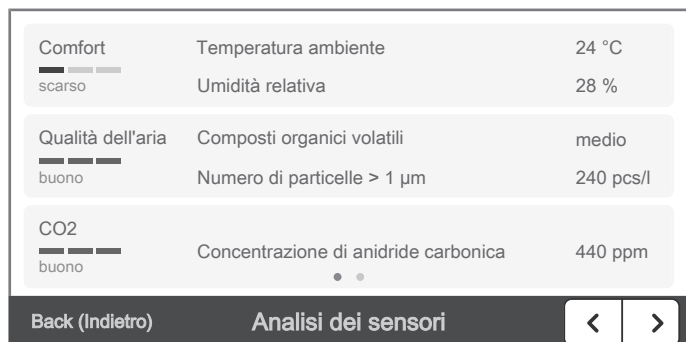 Comfort
Temperatura ambiente 24 °C
scarso
Umidità relativa 28 %
Qualità dell'aria
Composti organici volatili medio
buono
Numero di particelle > 1 μm 240 pcs/l
CO2
buono
Concentrazione di anidride carbonica 440 ppm
Back (Indietro) Analisi dei sensori